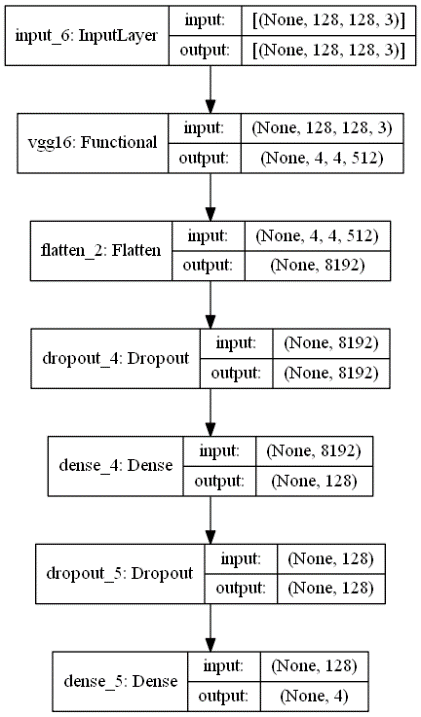 input_6: InputLayer
input: [(None, 128, 128, 3)]
output: [(None, 128, 128, 3)]
vgg16: Functional
input: (None, 128, 128, 3)
output: (None, 4, 4, 512)
flatten_2: Flatten
input: (None, 4, 4, 512)
output: (None, 8192)
dropout_4: Dropout
input: (None, 8192)
output: (None, 8192)
dense_4: Dense
input: (None, 8192)
output: (None, 128)
dropout_5: Dropout
input: (None, 128)
output: (None, 128)
dense_5: Dense
input: (None, 128)
output: (None, 4)